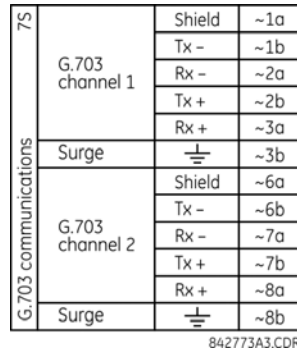 7S
G.703 communications
G.703
channel 1
Shield ~1a
Tx – ~1b
Rx – ~2a
Tx + ~2b
Rx + ~3a
Surge ~3b
G.703
channel 2
Shield ~6a
Tx – ~6b
Rx – ~7a
Tx + ~7b
Rx + ~8a
Surge ~8b
842773A3.CDR